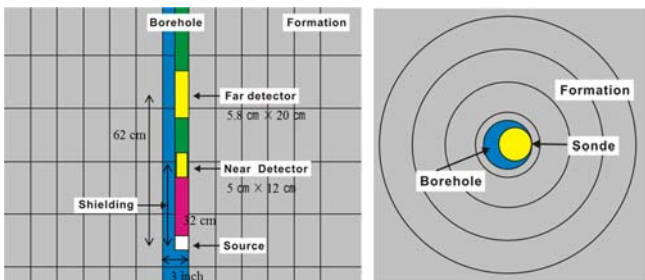 Borehole
Formation
Far detector
5.8 cm × 20 cm
62 cm
Near Detector
5 cm × 12 cm
Shielding
32 cm
Source
3 inch
Formation
Sonde
Borehole